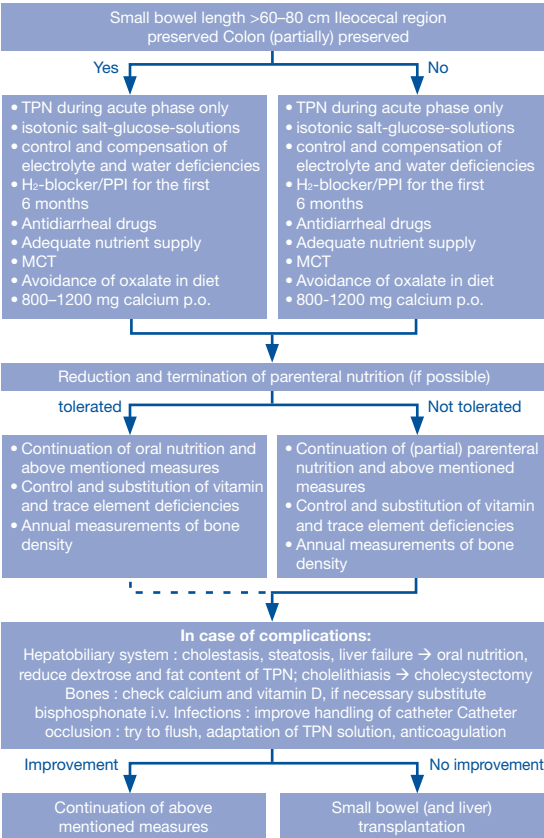 Small bowel length >60–80 cm Ileocecal region
preserved Colon (partially) preserved
Yes
No
• TPN during acute phase only
• isotonic salt-glucose-solutions
• control and compensation of
electrolyte and water deficiencies
• H2-blocker/PPI for the first
6 months
• Antidiarrheal drugs
• Adequate nutrient supply
• MCT
• Avoidance of oxalate in diet
• 800–1200 mg calcium p.o.
• TPN during acute phase only
• isotonic salt-glucose-solutions
• control and compensation of
electrolyte and water deficiencies
• H2-blocker/PPI for the first
6 months
• Antidiarrheal drugs
• Adequate nutrient supply
• MCT
• Avoidance of oxalate in diet
• 800-1200 mg calcium p.o.
Reduction and termination of parenteral nutrition (if possible)
tolerated
Not tolerated
• Continuation of oral nutrition and
above mentioned measures
• Control and substitution of vitamin
and trace element deficiencies
• Annual measurements of bone
density
• Continuation of (partial) parenteral
nutrition and above mentioned
measures
• Control and substitution of vitamin
and trace element deficiencies
• Annual measurements of bone
density
In case of complications:
Hepatobiliary system : cholestasis, steatosis, liver failure → oral nutrition,
reduce dextrose and fat content of TPN; cholelithiasis → cholecystectomy
Bones : check calcium and vitamin D, if necessary substitute
bisphosphonate i.v. Infections : improve handling of catheter Catheter
occlusion : try to flush, adaptation of TPN solution, anticoagulation
Improvement
No improvement
Continuation of above
mentioned measures
Small bowel (and liver)
transplantation